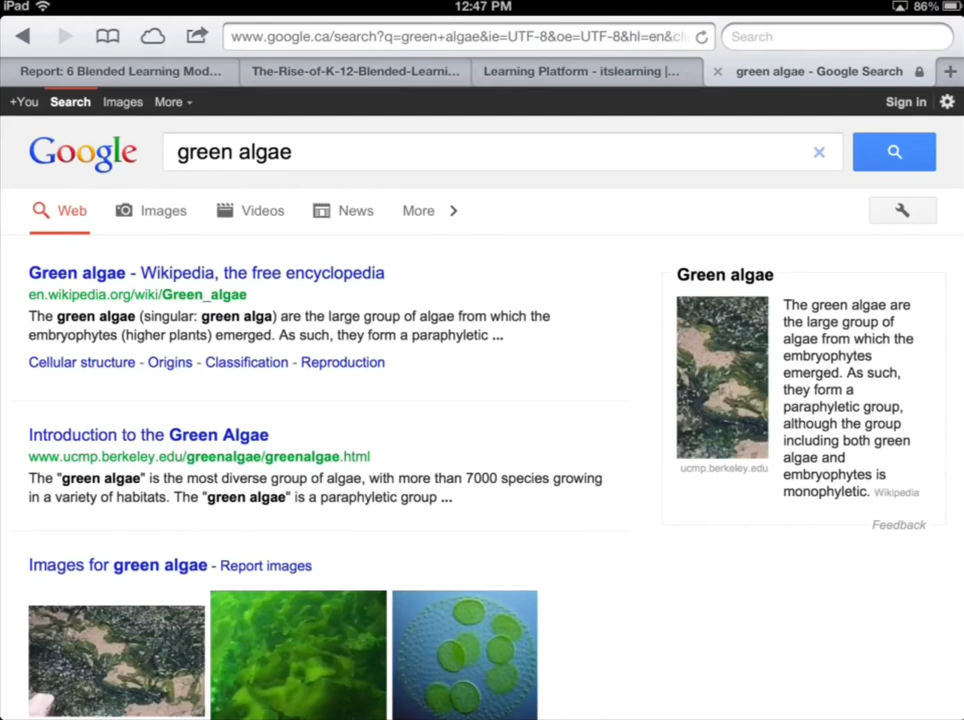 iPad 12:47 PM 86%
www.google.ca/search?q=green+algae&ie=UTF-8&oe=UTF-8&hl=en& Search
Report: 6 Blended Learning Mod... The-Rise-of-K-12-Blended-Learni... Learning Platform - itslearning |... green algae - Google Search
+You Search Images More Sign in
Google green algae
Web Images Videos News More
Green algae - Wikipedia, the free encyclopedia
en.wikipedia.org/wiki/Green_algae
The green algae (singular: green alga) are the large group of algae from which the
embryophytes (higher plants) emerged. As such, they form a paraphyletic ...
Cellular structure - Origins - Classification - Reproduction
Introduction to the Green Algae
www.ucmp.berkeley.edu/greenalgae/greenalgae.html
The "green algae" is the most diverse group of algae, with more than 7000 species growing
in a variety of habitats. The "green algae" is a paraphyletic group ...
Images for green algae - Report images
Green algae
The green algae are
the large group of
algae from which the
embryophytes
emerged. As such,
they form a
paraphyletic group,
although the group
including both green
algae and
embryophytes is
monophyletic. Wikipedia
ucmp.berkeley.edu
Feedback